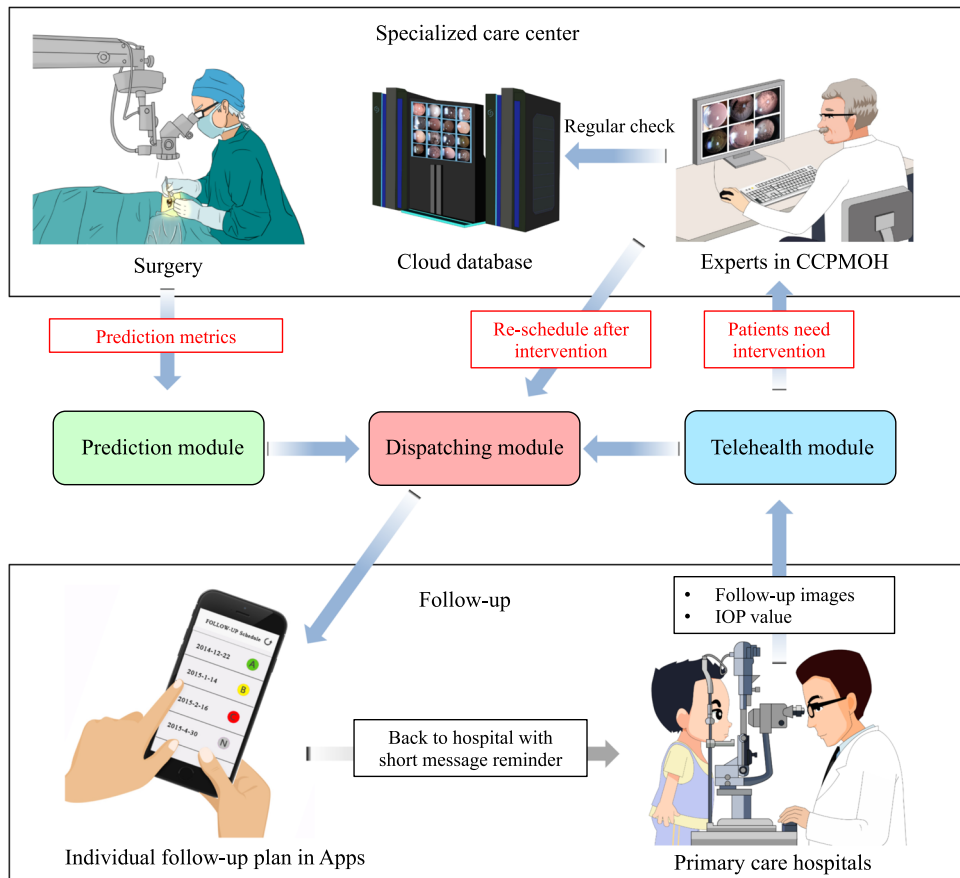 Specialized care center
Regular check
Surgery
Cloud database
Experts in CCPMOH
Prediction metrics
Re-schedule after
intervention
Patients need
intervention
Prediction module
Dispatching module
Telehealth module
Follow-up
• Follow-up images
• IOP value
FOLLOW-UP Schedule
2014-12-22
A
2015-1-14
B
2015-2-16
2015-4-30
N
Back to hospital with
short message reminder
Individual follow-up plan in Apps
Primary care hospitals